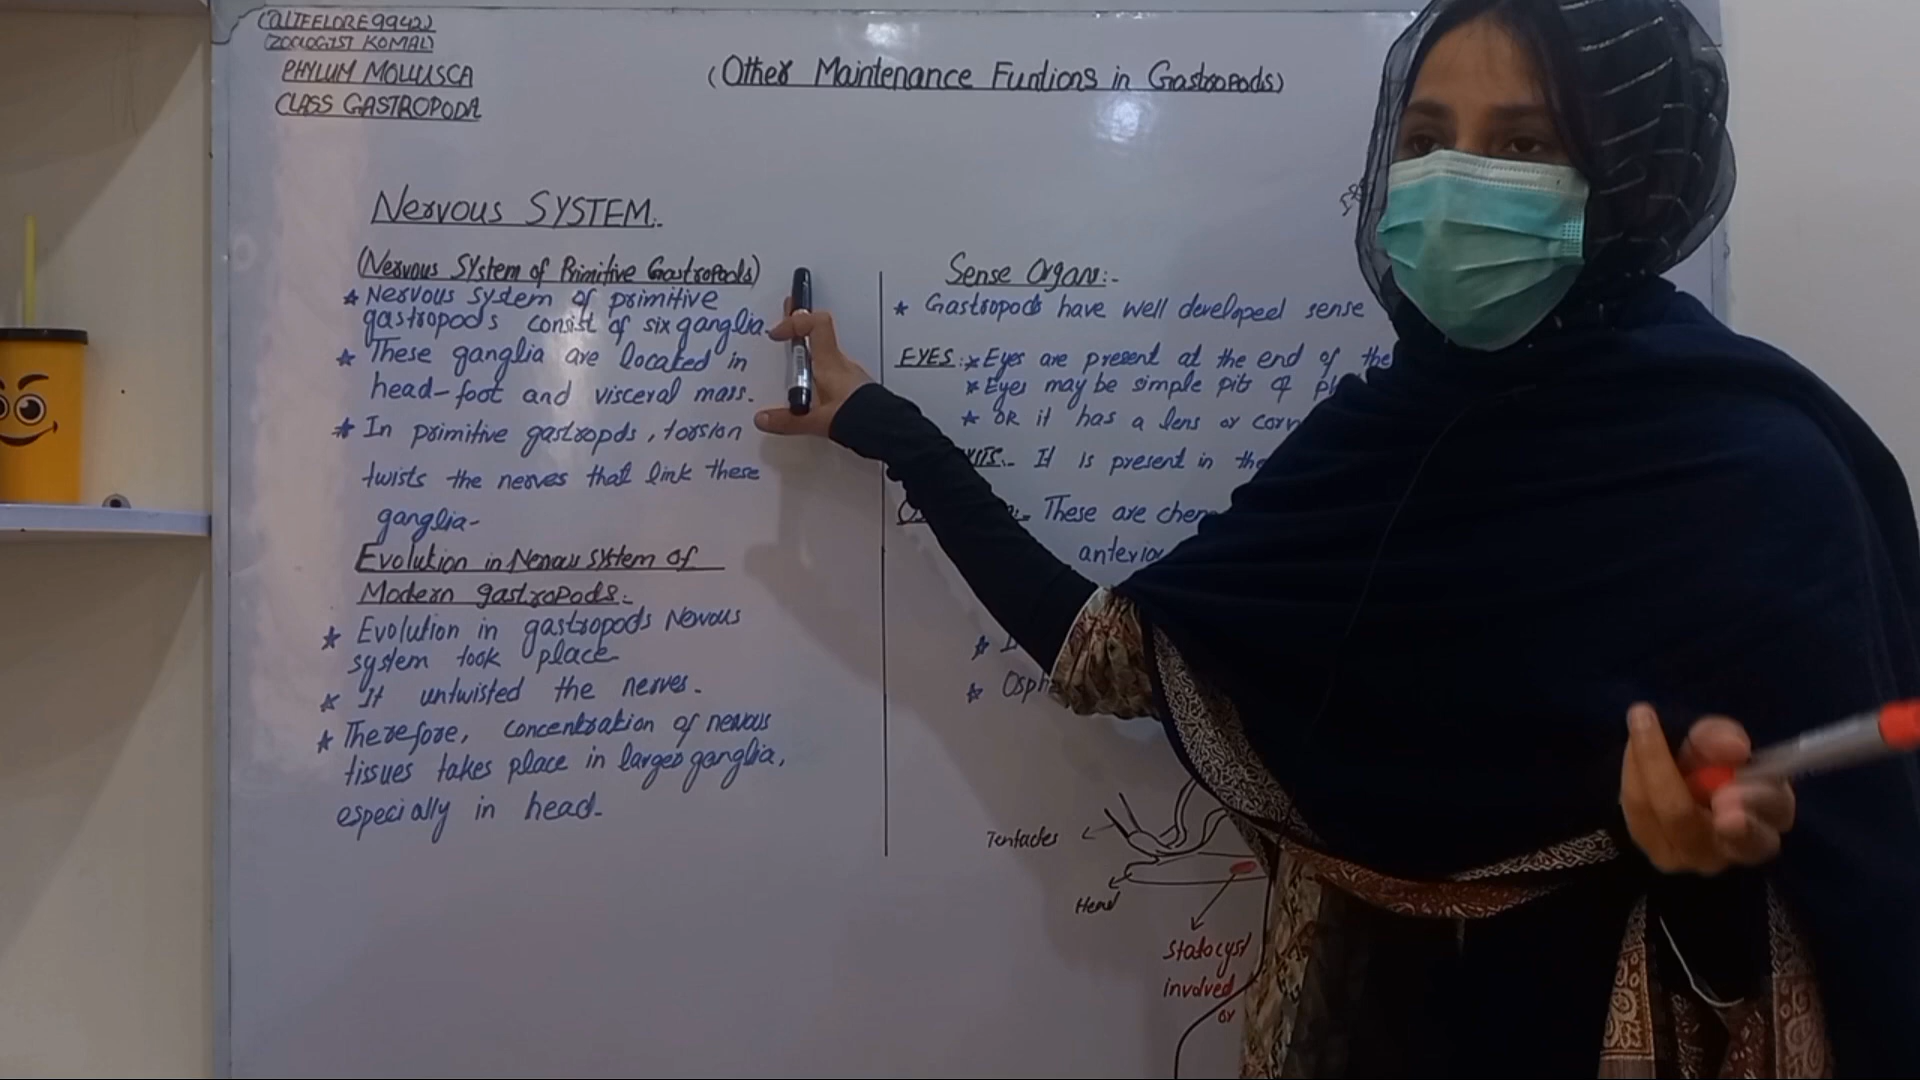 (ALTEELORE9942)
(ZOOLOGIST KOMAL)
PHYLUM MOLLUSCA
CLASS GASTROPODA
(Other Maintenance Funtions in Gastropods)
Nervous SYSTEM:-
(Nervous System of Primitive Gastropods)
* Nervous system of primitive
gastropods consist of six ganglia.
* These ganglia are located in
head-foot and visceral mass.
* In primitive gastropds, torsion
twists the nerves that link these
ganglia-
Evolution in Nervous system of
Modern gastropods:-
* Evolution in gastropods Nervous
system took place
* It untwisted the nerves.
* Therefore, concentration of nervous
tissues takes place in larger ganglia,
especially in head.
Sense Organs:-
* Gastropods have well developed sense
EYES:* Eyes are present at the end of the
* Eyes may be simple pits of
* OR it has a lens or
It is present in the
These are
* 
* 
Tentacles
Head
Statocyst
involved
or